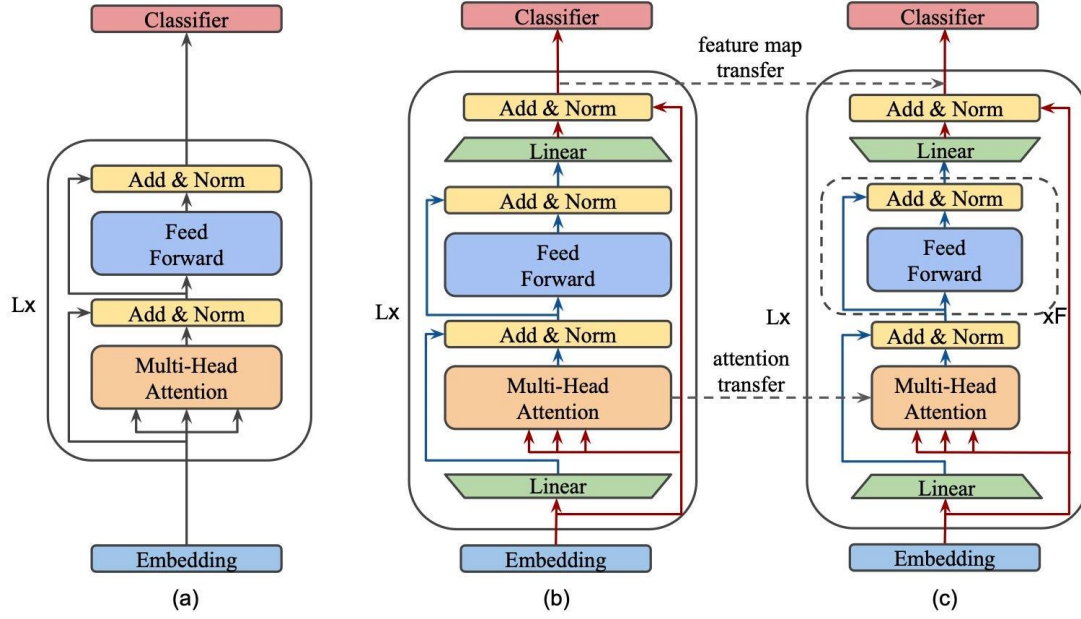 Classifier
Add & Norm
Feed
Forward
Lx
Add & Norm
Multi-Head
Attention
Embedding
(a)
Classifier
feature map
transfer
Add & Norm
Linear
Add & Norm
Feed
Forward
Lx
Add & Norm
attention
transfer
Multi-Head
Attention
Linear
Embedding
(b)
Classifier
Add & Norm
Linear
Add & Norm
Feed
Forward
Lx
xF
Add & Norm
Multi-Head
Attention
Linear
Embedding
(c)